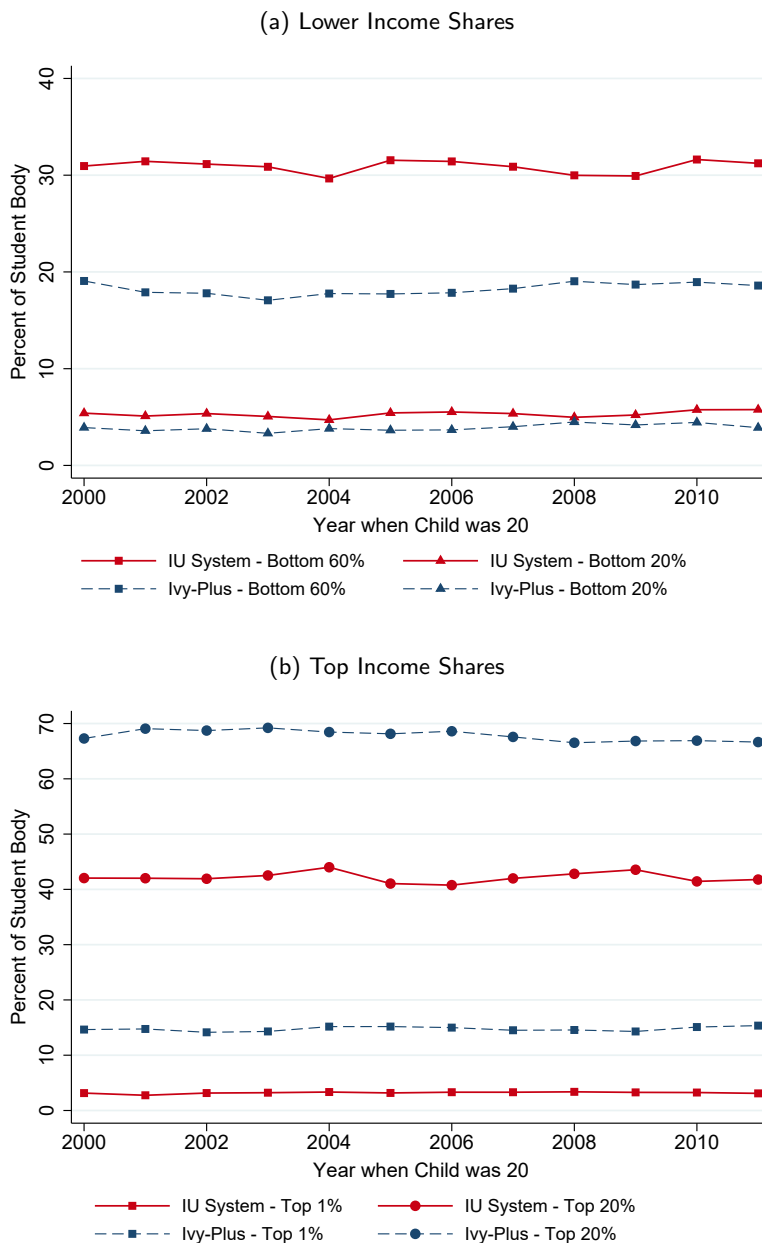 (a) Lower Income Shares
40
30
20
10
0
Percent of Student Body
2000 2002 2004 2006 2008 2010
Year when Child was 20
IU System - Bottom 60% IU System - Bottom 20%
Ivy-Plus - Bottom 60% Ivy-Plus - Bottom 20%
(b) Top Income Shares
70
60
50
40
30
20
10
0
Percent of Student Body
2000 2002 2004 2006 2008 2010
Year when Child was 20
IU System - Top 1% IU System - Top 20%
Ivy-Plus - Top 1% Ivy-Plus - Top 20%